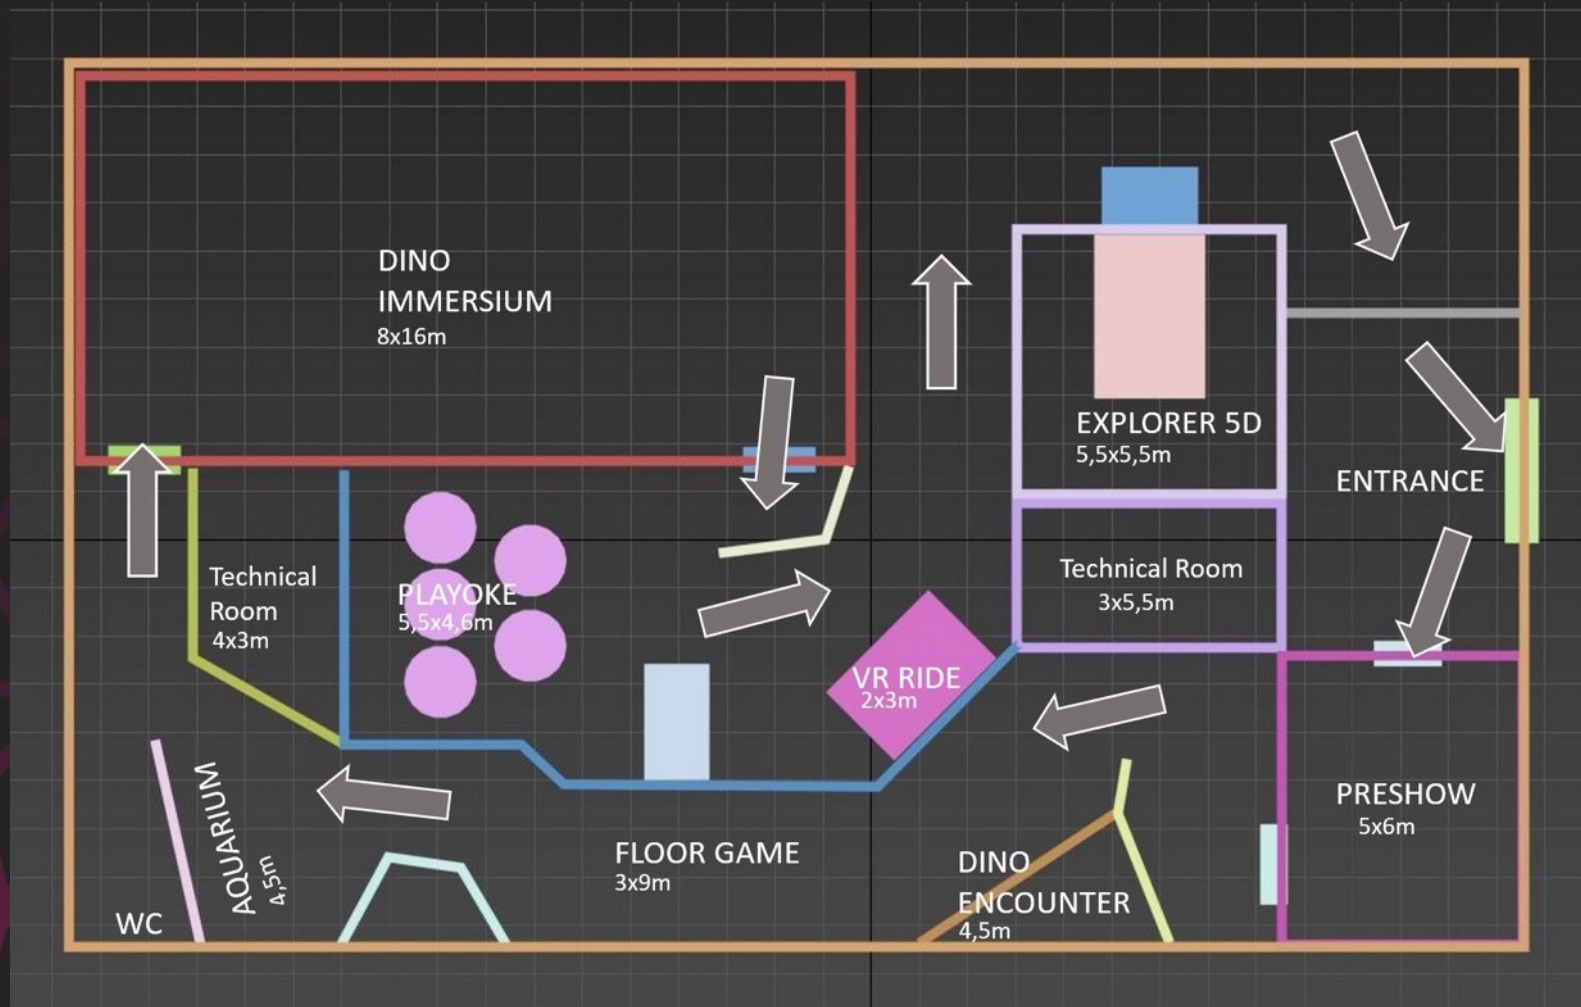 DINO
IMMERSIUM
8x16m
EXPLORER 5D
5,5x5,5m
ENTRANCE
Technical
Room
4x3m
PLAYOKE
5,5x4,6m
Technical Room
3x5,5m
VR RIDE
2x3m
PRESHOW
5x6m
AQUARIUM
4,5m
FLOOR GAME
3x9m
DINO
ENCOUNTER
4,5m
WC